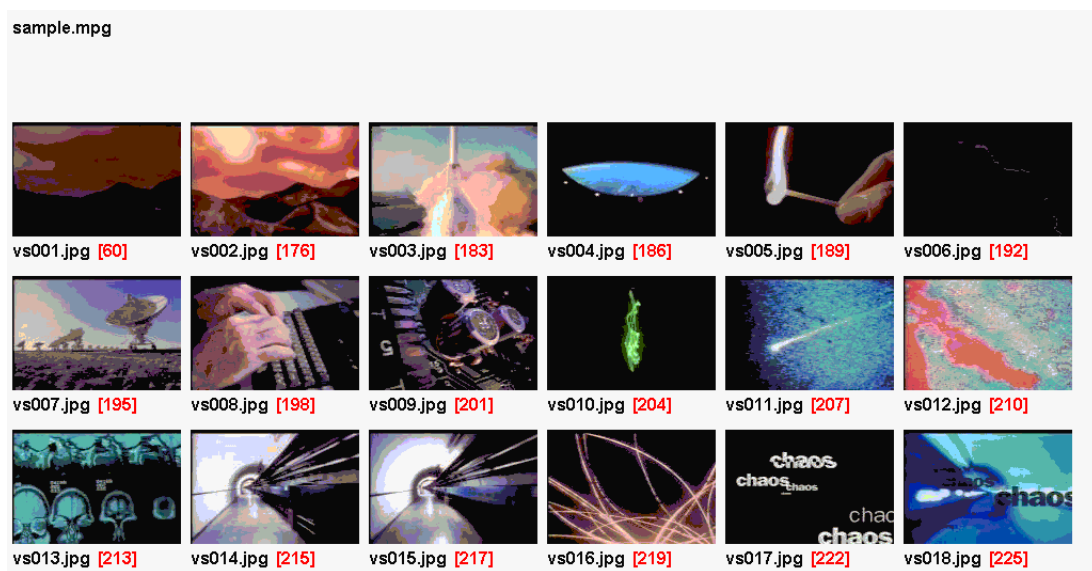 sample.mpg
vs001.jpg [60] vs002.jpg [176] vs003.jpg [183] vs004.jpg [186] vs005.jpg [189] vs006.jpg [192]
5
vs007.jpg [195] vs008.jpg [198] vs009.jpg [201] vs010.jpg [204] vs011.jpg [207] vs012.jpg [210]
chaos
chaos
chaos
chaos
chaos
chaos
vs013.jpg [213] vs014.jpg [215] vs015.jpg [217] vs016.jpg [219] vs017.jpg [222] vs018.jpg [225]